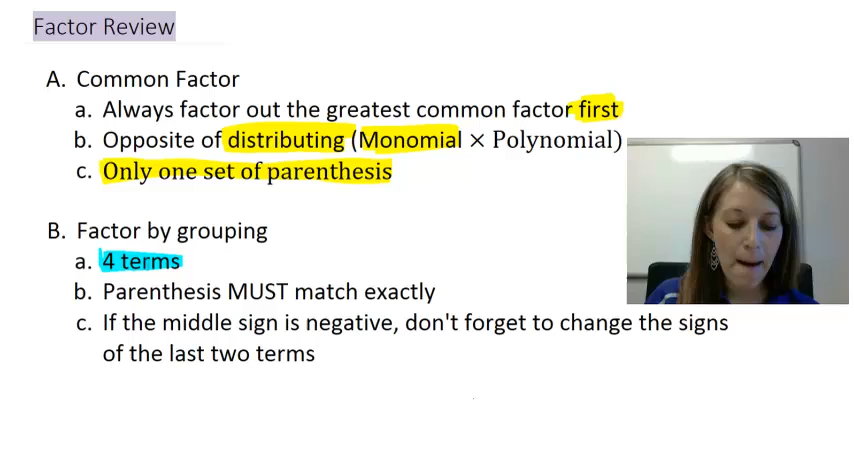 Factor Review
A. Common Factor
a. Always factor out the greatest common factor first
b. Opposite of distributing (Monomial × Polynomial)
c. Only one set of parenthesis
B. Factor by grouping
a. 4 terms
b. Parenthesis MUST match exactly
c. If the middle sign is negative, don't forget to change the signs
of the last two terms